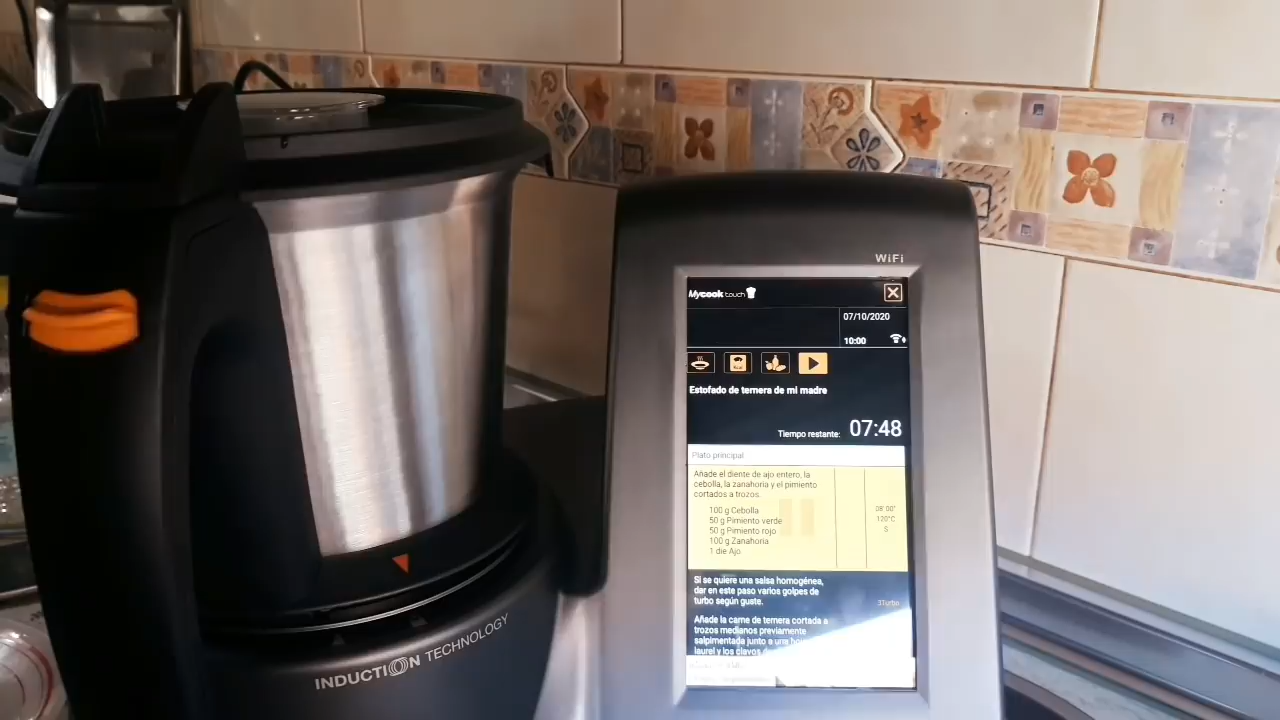 WiFi
Mycook touch
07/10/2020
10:00
Estofado de ternera de mi madre
Tiempo restante: 07:48
Plato principal
Añade el diente de ajo entero, la
cebolla, la zanahoria y el pimiento
cortados a trozos.
100 g Cebolla
50 g Pimiento verde
50 g Pimiento rojo
100 g Zanahoria
1 die Ajo
08' 00"
120°C
S
Si se quiere una salsa homogénea,
dar en este paso varios golpes de
turbo según guste.
3Turbo
Añade la carne de ternera cortada a
trozos medianos previamente
salpimentada junto a una
laurel y los clavos
INDUCTION TECHNOLOGY